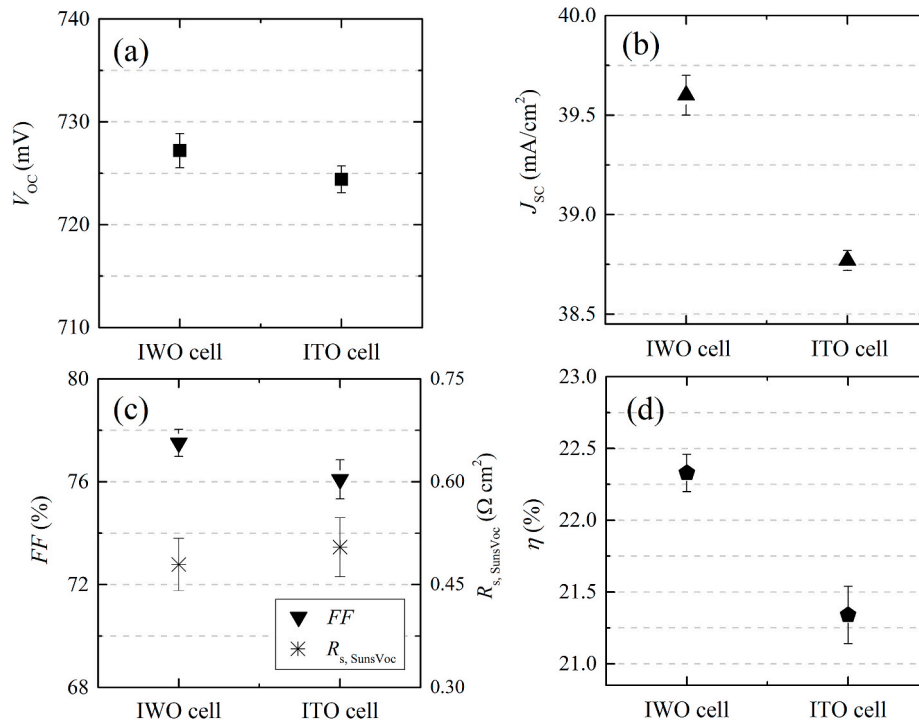 (a)
740
730
720
710
V_OC (mV)
IWO cell ITO cell
(b)
40.0
39.5
39.0
38.5
J_SC (mA/cm²)
IWO cell ITO cell
(c)
80
76
72
68
FF (%)
0.75
0.60
0.45
0.30
R_s, SunsVoc (Ω cm²)
FF
R_s, SunsVoc
IWO cell ITO cell
(d)
23.0
22.5
22.0
21.5
21.0
η (%)
IWO cell ITO cell